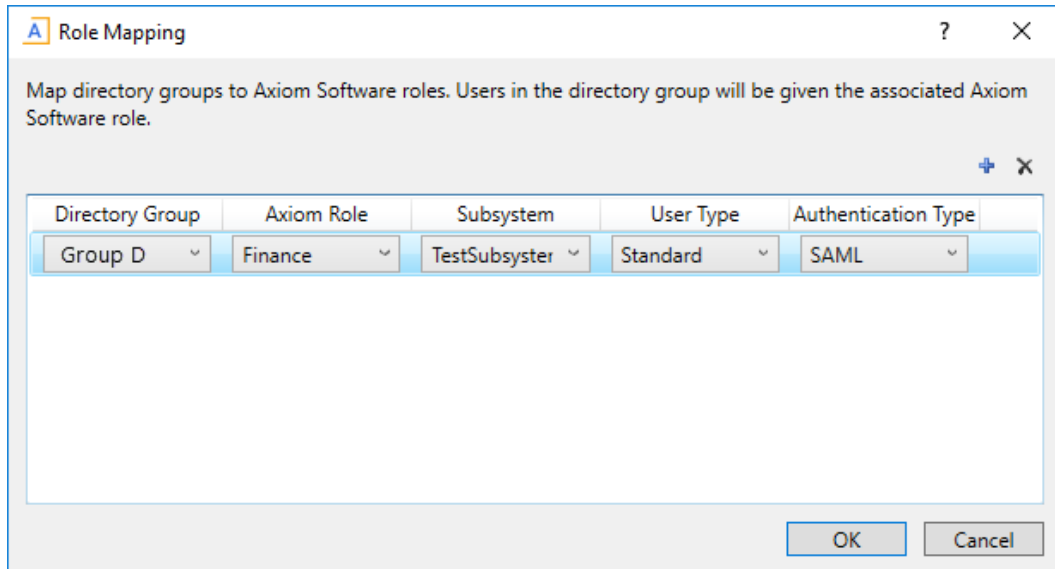 A Role Mapping ?
Map directory groups to Axiom Software roles. Users in the directory group will be given the associated Axiom
Software role.
Directory Group Axiom Role Subsystem User Type Authentication Type
Group D Finance TestSubsyster Standard SAML
OK Cancel